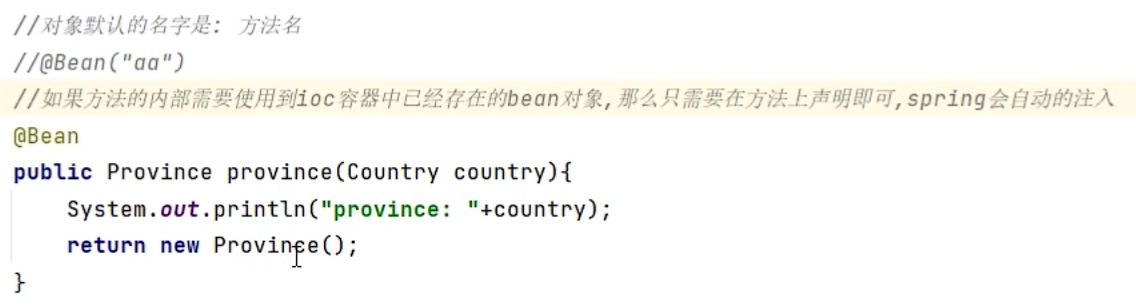 //对象默认的名字是: 方法名
//@Bean("aa")
//如果方法的内部需要使用到ioc容器中已经存在的bean对象,那么只需要在方法上声明即可,spring会自动的注入
@Bean
public Province province(Country country){
    System.out.println("province: "+country);
    return new Province();
}